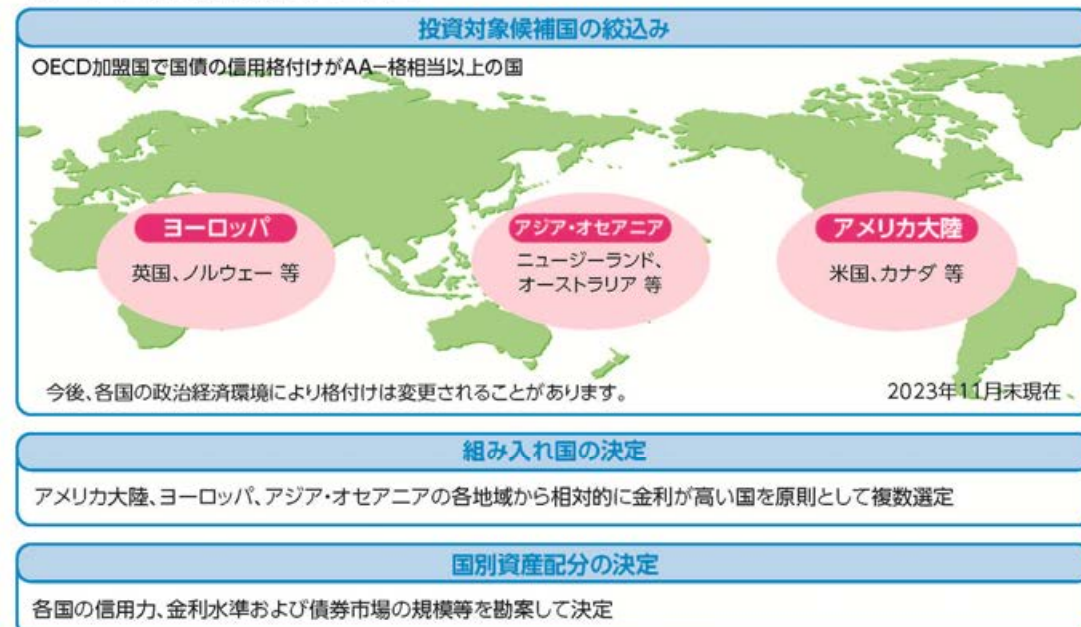 投資対象候補国の絞込み
OECD加盟国で国債の信用格付けがAA−格相当以上の国
ヨーロッパ
英国、ノルウェー 等
アジア・オセアニア
ニュージーランド、
オーストラリア 等
アメリカ大陸
米国、カナダ 等
今後、各国の政治経済環境により格付けは変更されることがあります。
2023年11月末現在
組み入れ国の決定
アメリカ大陸、ヨーロッパ、アジア・オセアニアの各地域から相対的に金利が高い国を原則として複数選定
国別資産配分の決定
各国の信用力、金利水準および債券市場の規模等を勘案して決定